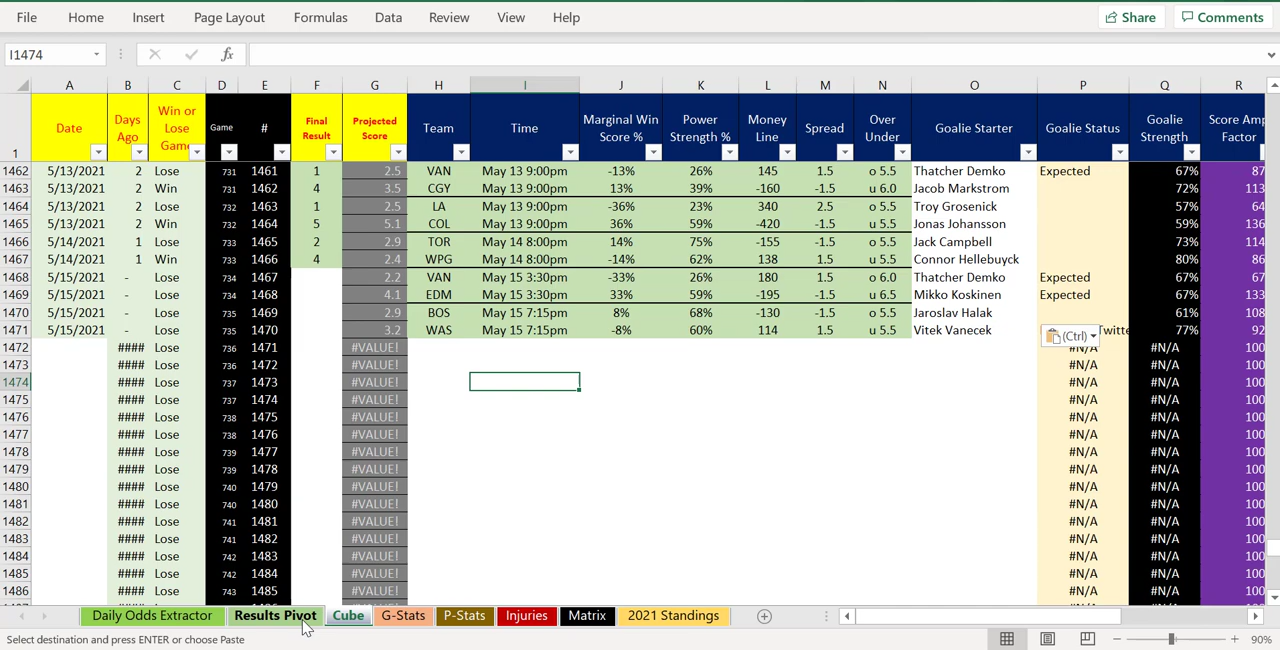 File Home Insert Page Layout Formulas Data Review View Help Share Comments
I1474 fx
A B C D E F G H I J K L M N O P Q R
1 Date Days Ago Win or Lose Game Game # Final Result Projected Score Team Time Marginal Win Score % Power Strength % Money Line Spread Over Under Goalie Starter Goalie Status Goalie Strength Score Amp Factor
1462 5/13/2021 2 Lose 731 1461 1 2.5 VAN May 13 9:00pm -13% 26% 145 1.5 o 5.5 Thatcher Demko Expected 67% 87
1463 5/13/2021 2 Win 731 1462 4 3.5 CGY May 13 9:00pm 13% 39% -160 -1.5 u 6.0 Jacob Markstrom 72% 113
1464 5/13/2021 2 Lose 732 1463 1 2.5 LA May 13 9:00pm -36% 23% 340 2.5 o 5.5 Troy Grosenick 57% 64
1465 5/13/2021 2 Win 732 1464 5 5.1 COL May 13 9:00pm 36% 59% -420 -1.5 u 5.5 Jonas Johansson 59% 136
1466 5/14/2021 1 Lose 733 1465 2 2.9 TOR May 14 8:00pm 14% 75% -155 -1.5 o 5.5 Jack Campbell 73% 114
1467 5/14/2021 1 Win 733 1466 4 2.4 WPG May 14 8:00pm -14% 62% 138 1.5 u 5.5 Connor Hellebuyck 80% 86
1468 5/15/2021 - Lose 734 1467 2.2 VAN May 15 3:30pm -33% 26% 180 1.5 o 6.0 Thatcher Demko Expected 67% 67
1469 5/15/2021 - Lose 734 1468 4.1 EDM May 15 3:30pm 33% 59% -195 -1.5 u 6.5 Mikko Koskinen Expected 67% 133
1470 5/15/2021 - Lose 735 1469 2.9 BOS May 15 7:15pm 8% 68% -130 -1.5 o 5.5 Jaroslav Halak 61% 108
1471 5/15/2021 - Lose 735 1470 3.2 WAS May 15 7:15pm -8% 60% 114 1.5 u 5.5 Vitek Vanecek (Ctrl) Twitte 77% 92
1472 #### Lose 736 1471 #VALUE! #N/A #N/A 100
1473 #### Lose 736 1472 #VALUE! #N/A #N/A 100
1474 #### Lose 737 1473 #VALUE! #N/A #N/A 100
1475 #### Lose 737 1474 #VALUE! #N/A #N/A 100
1476 #### Lose 738 1475 #VALUE! #N/A #N/A 100
1477 #### Lose 738 1476 #VALUE! #N/A #N/A 100
1478 #### Lose 739 1477 #VALUE! #N/A #N/A 100
1479 #### Lose 739 1478 #VALUE! #N/A #N/A 100
1480 #### Lose 740 1479 #VALUE! #N/A #N/A 100
1481 #### Lose 740 1480 #VALUE! #N/A #N/A 100
1482 #### Lose 741 1481 #VALUE! #N/A #N/A 100
1483 #### Lose 741 1482 #VALUE! #N/A #N/A 100
1484 #### Lose 742 1483 #VALUE! #N/A #N/A 100
1485 #### Lose 742 1484 #VALUE! #N/A #N/A 100
1486 #### Lose 743 1485 #VALUE! #N/A #N/A 100
Daily Odds Extractor Results Pivot Cube G-Stats P-Stats Injuries Matrix 2021 Standings
Select destination and press ENTER or choose Paste 90%